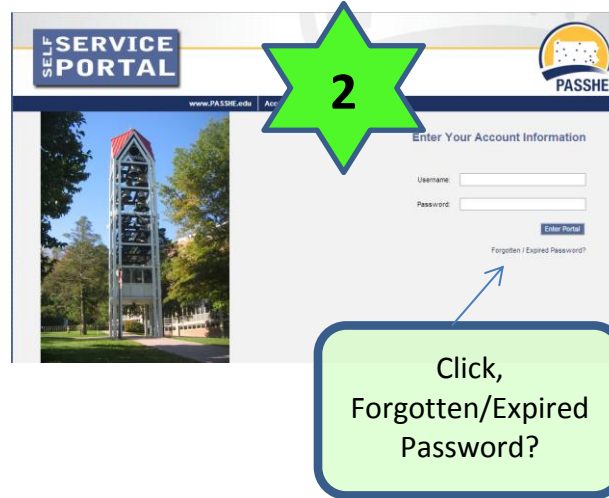 SELF SERVICE
PORTAL
2
PASSHE
www.PASSHE.edu
Enter Your Account Information
Username:
Password:
Enter Portal
Forgotten / Expired Password?
Click,
Forgotten/Expired
Password?